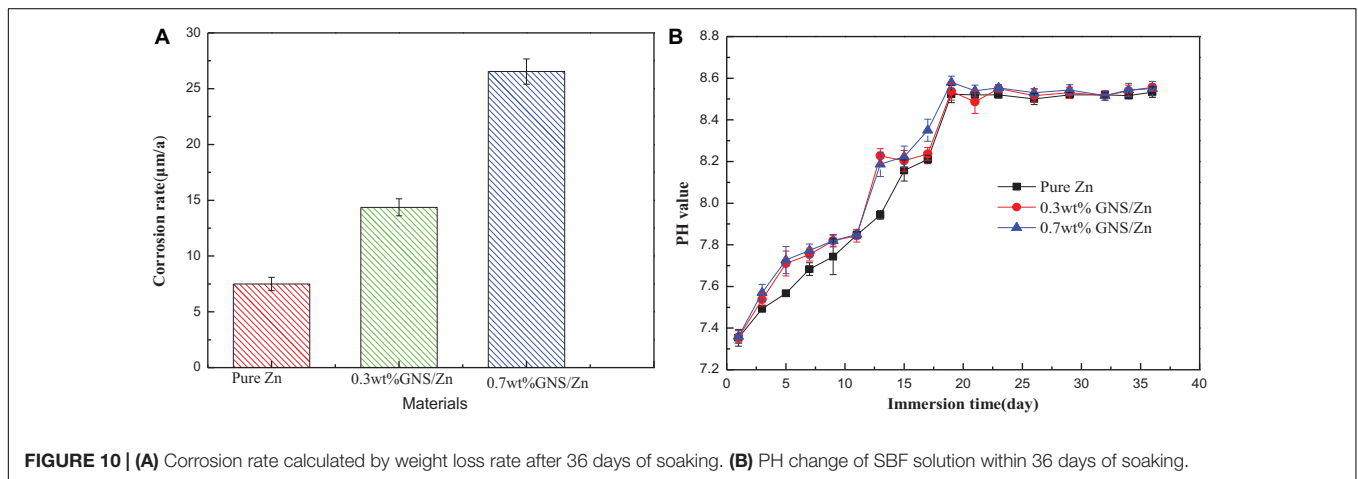 A
30
25
20
15
10
5
0
Corrosion rate(μm/a)
Pure Zn
0.3wt%GNS/Zn
0.7wt%GNS/Zn
Materials
B
8.8
8.6
8.4
8.2
8.0
7.8
7.6
7.4
7.2
PH value
Pure Zn
0.3wt% GNS/Zn
0.7wt% GNS/Zn
0 5 10 15 20 25 30 35 40
Immersion time(day)
FIGURE 10 | (A) Corrosion rate calculated by weight loss rate after 36 days of soaking. (B) PH change of SBF solution within 36 days of soaking.